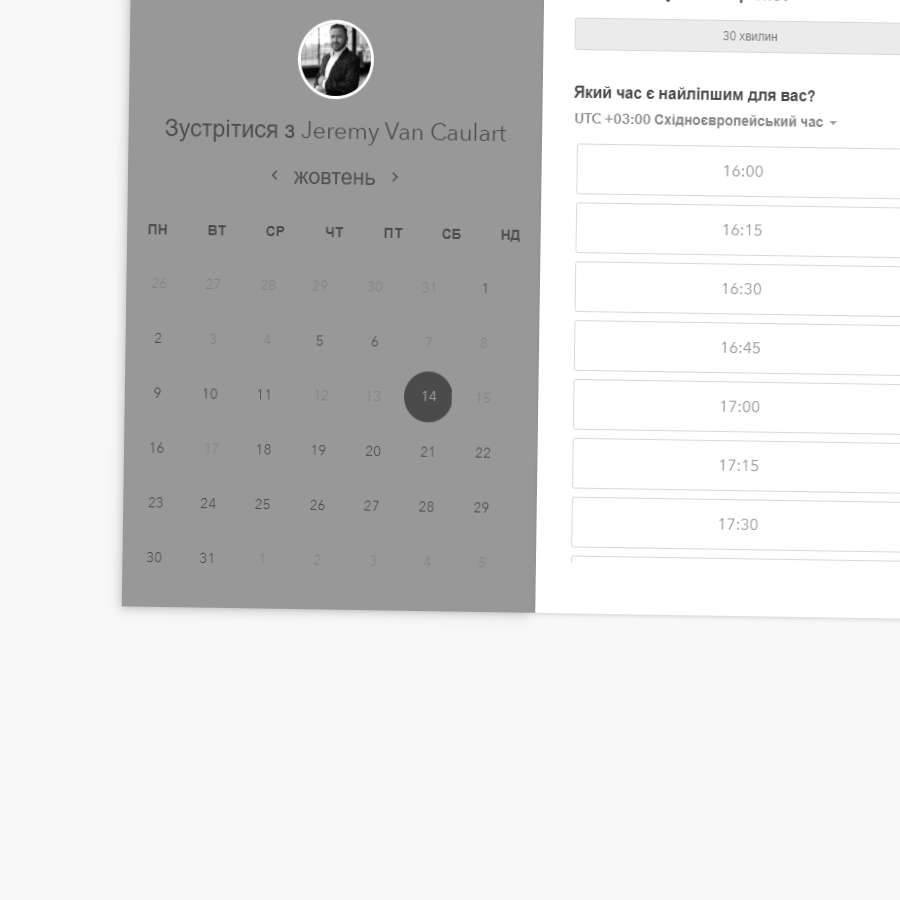 30 хвилин
Зустрітися з Jeremy Van Caulart
жовтень
ПН ВТ СР ЧТ ПТ СБ НД
26 27 28 29 30 31 1
2 3 4 5 6 7 8
9 10 11 12 13 14 15
16 17 18 19 20 21 22
23 24 25 26 27 28 29
30 31 1 2 3 4 5
Який час є найліпшим для вас?
UTC +03:00 Східноєвропейський час
16:00
16:15
16:30
16:45
17:00
17:15
17:30